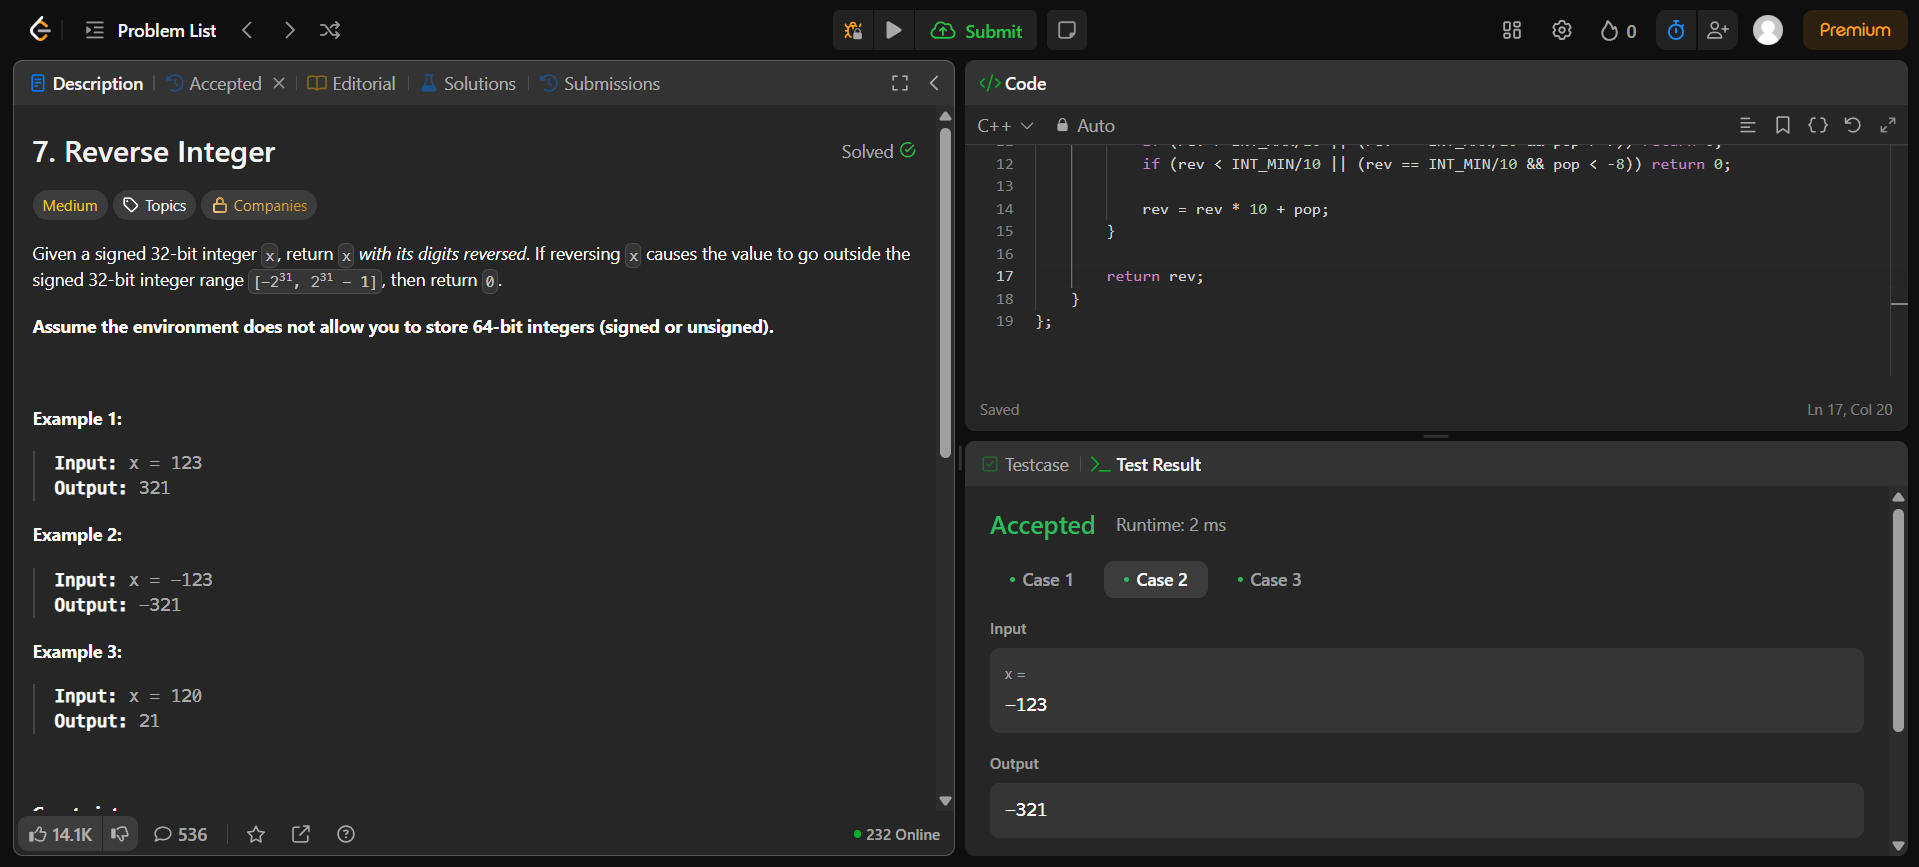 Problem List
Submit
0
Premium
Description
Accepted
Editorial
Solutions
Submissions
7. Reverse Integer
Solved
Medium
Topics
Companies
Given a signed 32-bit integer x, return x with its digits reversed. If reversing x causes the value to go outside the
signed 32-bit integer range [−2³¹, 2³¹ − 1], then return 0.
Assume the environment does not allow you to store 64-bit integers (signed or unsigned).
Example 1:
Input: x = 123
Output: 321
Example 2:
Input: x = −123
Output: −321
Example 3:
Input: x = 120
Output: 21
14.1K
536
232 Online
</> Code
C++
Auto
12 if (rev < INT_MIN/10 || (rev == INT_MIN/10 && pop < -8)) return 0;
13
14 rev = rev * 10 + pop;
15 }
16
17 return rev;
18 }
19 };
Saved
Ln 17, Col 20
Testcase
Test Result
Accepted
Runtime: 2 ms
Case 1
Case 2
Case 3
Input
x =
−123
Output
−321